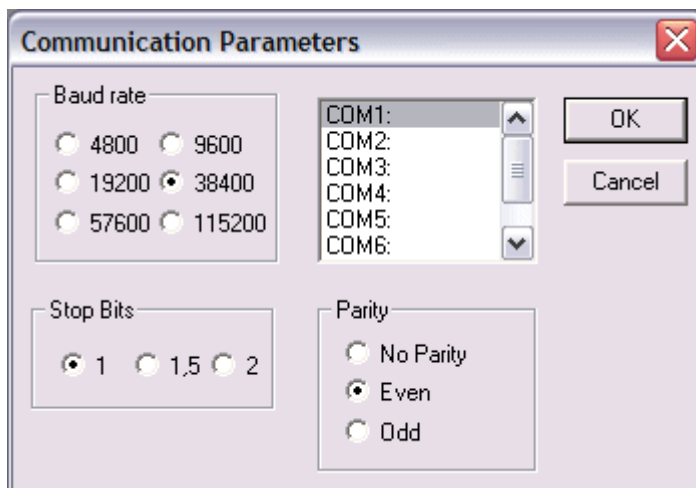 Communication Parameters
Baud rate
4800 9600
19200 38400
57600 115200
COM1:
COM2:
COM3:
COM4:
COM5:
COM6:
OK
Cancel
Stop Bits
1 1,5 2
Parity
No Parity
Even
Odd